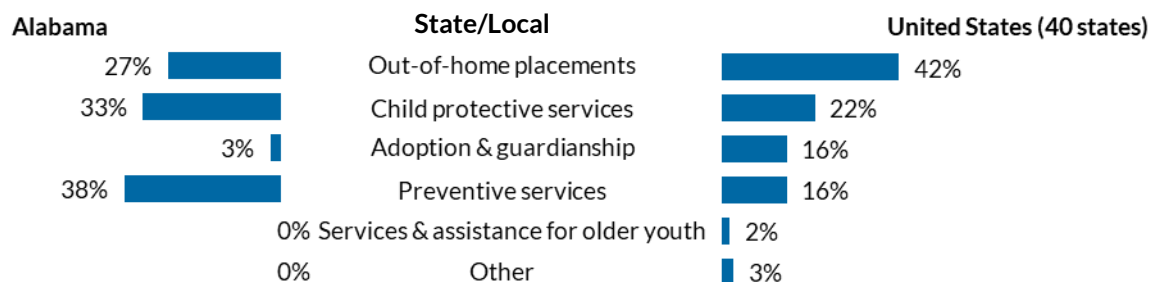 Alabama State/Local United States (40 states)
27% Out-of-home placements 42%
33% Child protective services 22%
3% Adoption & guardianship 16%
38% Preventive services 16%
0% Services & assistance for older youth 2%
0% Other 3%